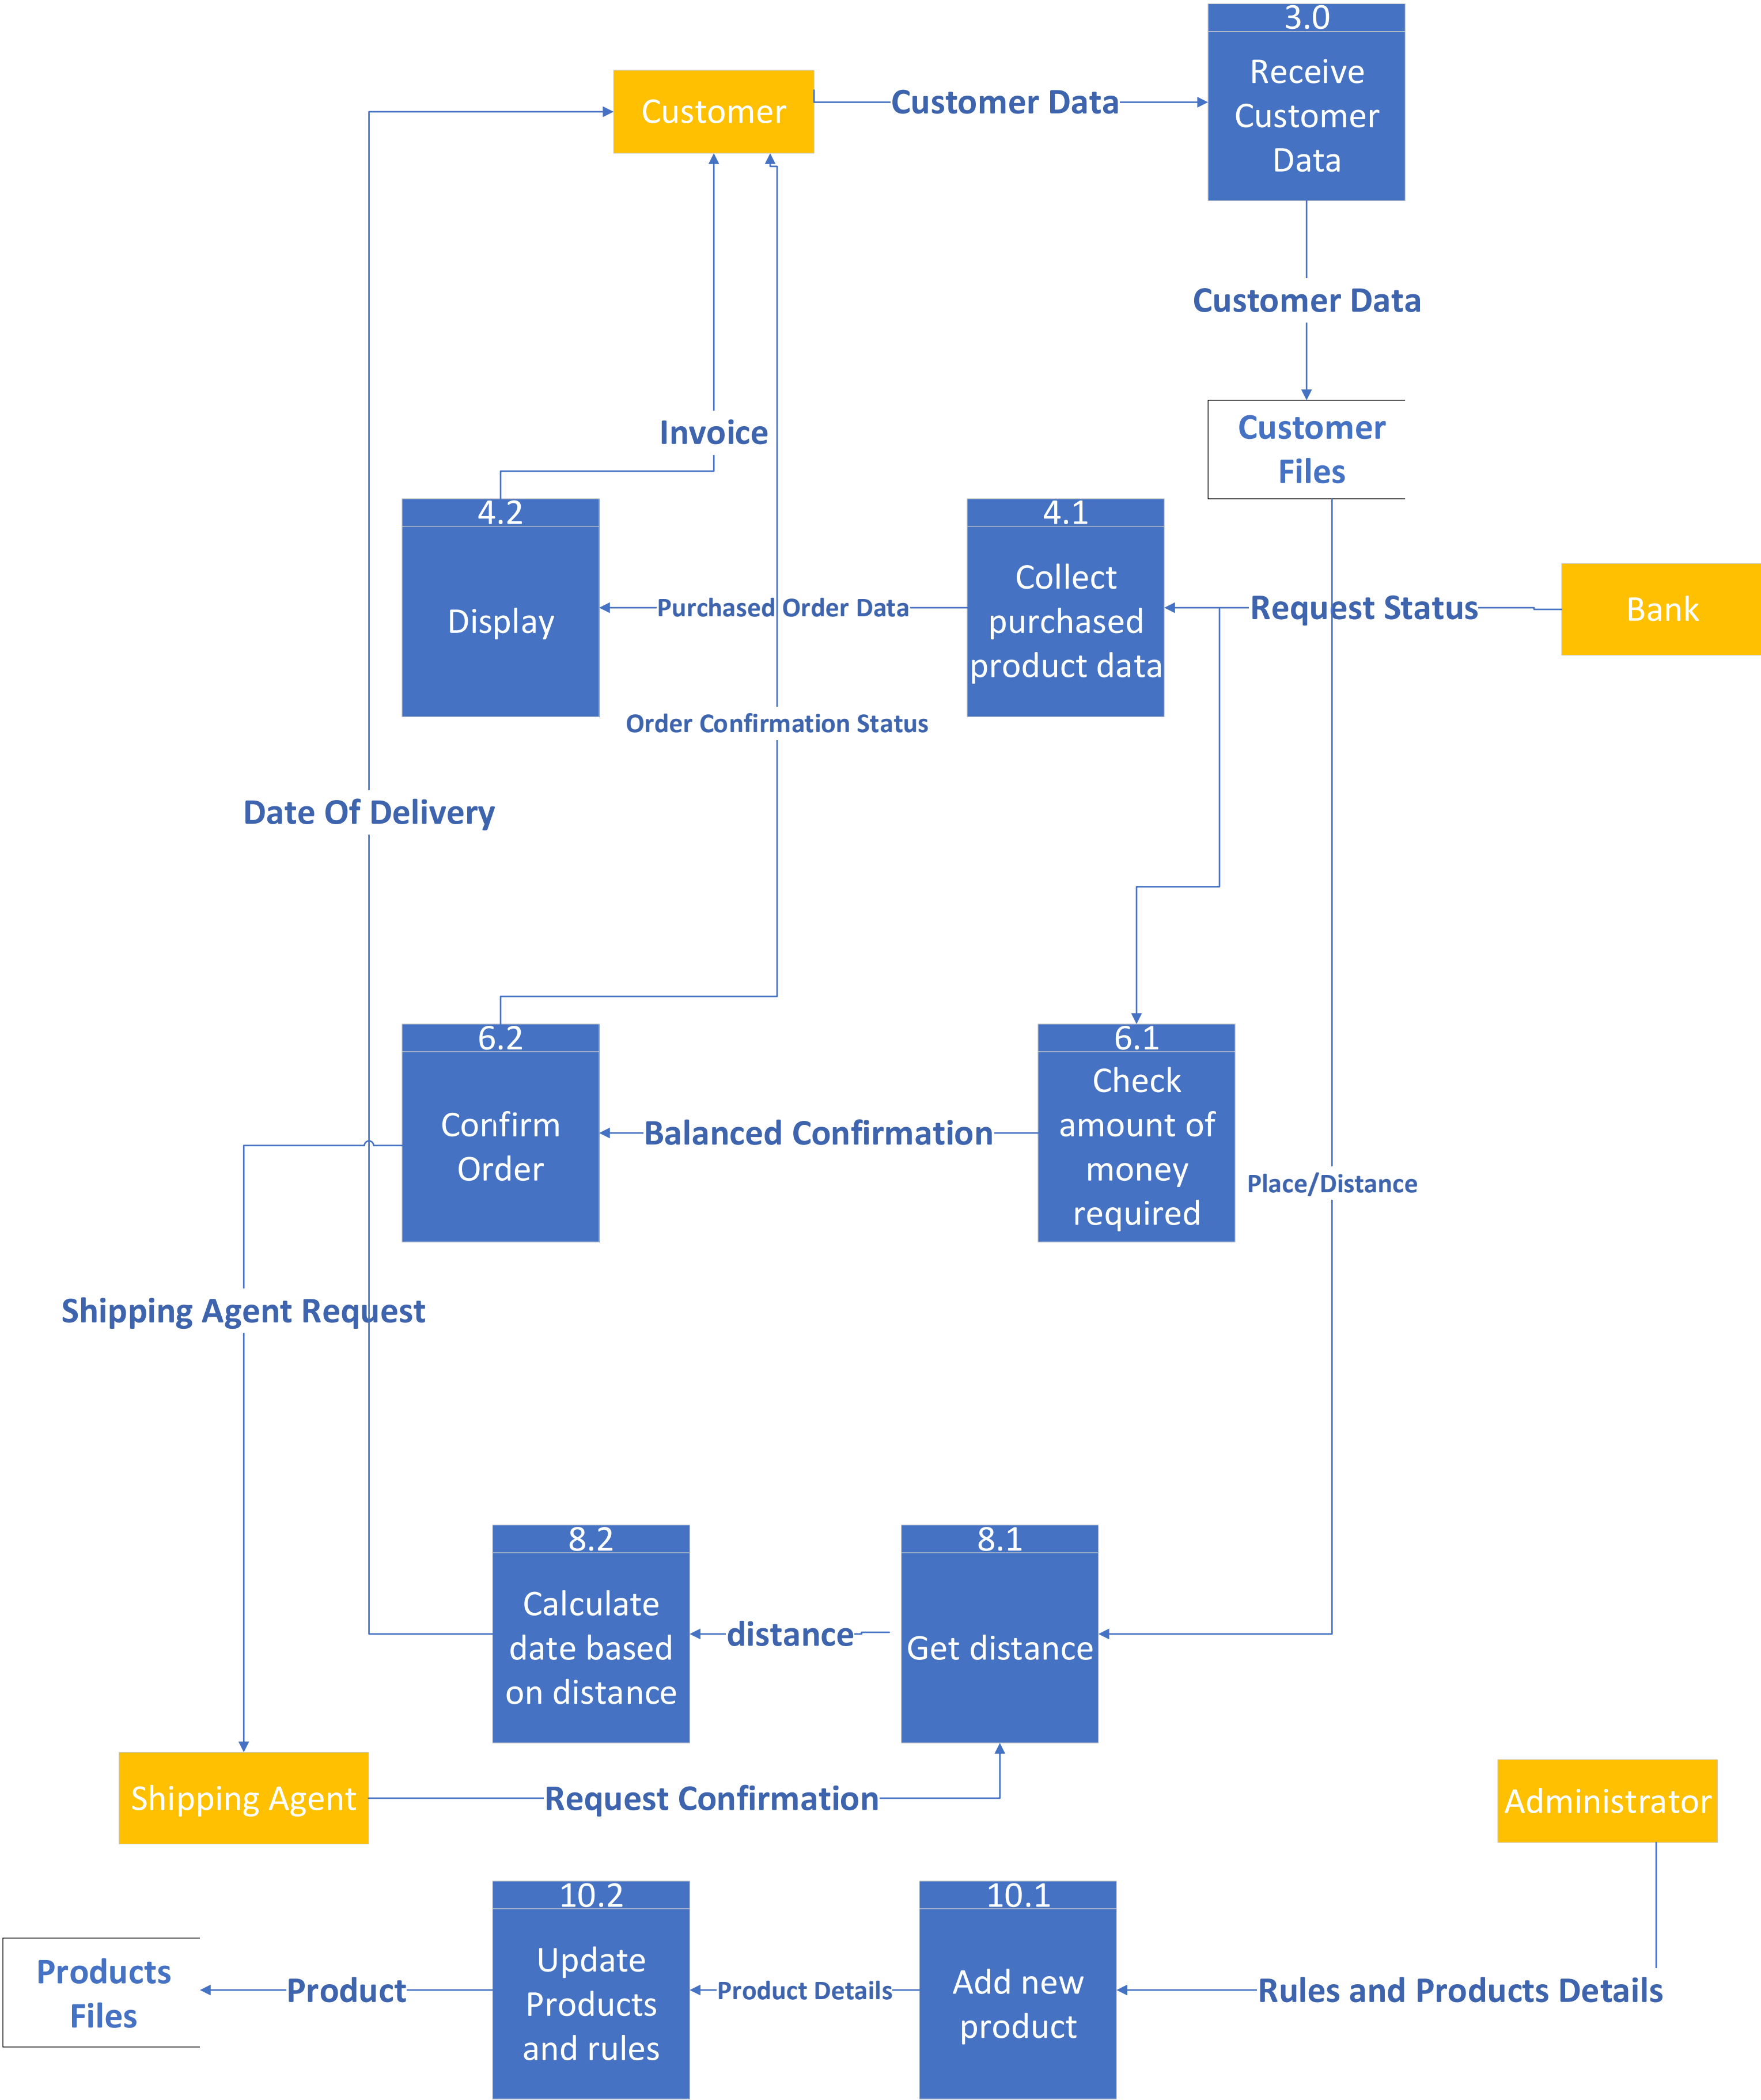 3.0
Receive
Customer
Data
Customer
Customer Data
Customer Data
Customer
Files
Invoice
4.2
Display
4.1
Collect
purchased
product data
Purchased Order Data
Request Status
Bank
Order Confirmation Status
Date Of Delivery
6.2
Confirm
Order
6.1
Check
amount of
money
required
Balanced Confirmation
Place/Distance
Shipping Agent Request
8.2
Calculate
date based
on distance
8.1
Get distance
distance
Shipping Agent
Request Confirmation
Administrator
10.2
Update
Products
and rules
10.1
Add new
product
Products
Files
Product
Product Details
Rules and Products Details